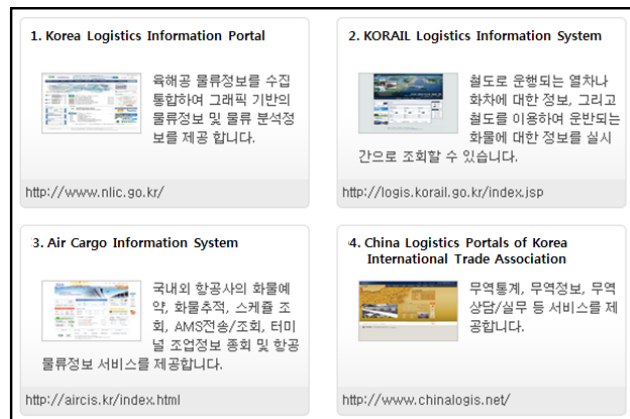 1. Korea Logistics Information Portal
육해공 물류정보를 수집
통합하여 그래픽 기반의
물류정보 및 물류 분석정
보를 제공 합니다.
http://www.nlic.go.kr/
2. KORAIL Logistics Information System
철도로 운행되는 열차나
화차에 대한 정보, 그리고
철도를 이용하여 운반되는
화물에 대한 정보를 실시
간으로 조회할 수 있습니다.
http://logis.korail.go.kr/index.jsp
3. Air Cargo Information System
국내외 항공사의 화물예
약, 화물추적, 스케쥴 조
회, AMS전송/조회, 터미
널 조업정보 종회 및 항공
물류정보 서비스를 제공합니다.
http://aircis.kr/index.html
4. China Logistics Portals of Korea
International Trade Association
무역통계, 무역정보, 무역
상담/실무 등 서비스를 제
공합니다.
http://www.chinalogis.net/